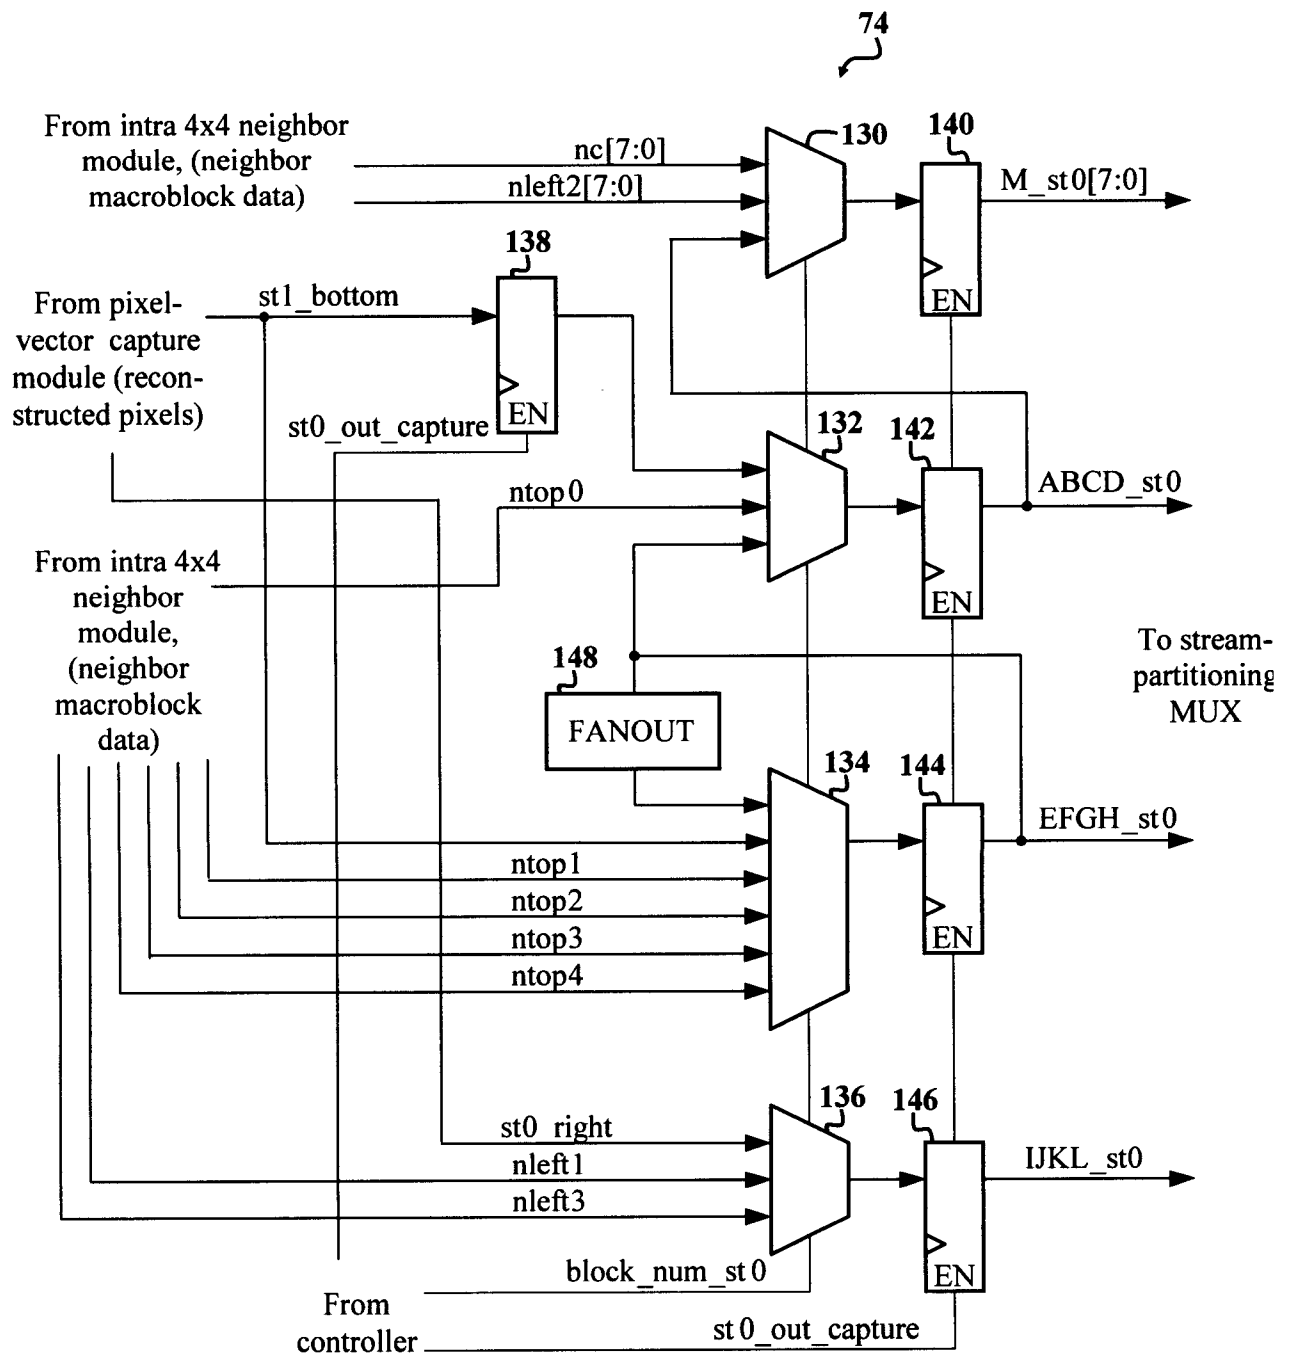 74
From intra 4x4 neighbor
module, (neighbor
macroblock data)
nc[7:0]
nleft2[7:0]
130
140
M_st0[7:0]
EN
138
From pixel-
vector capture
module (recon-
structed pixels)
st1_bottom
EN
st0_out_capture
132
142
ABCD_st0
ntop0
EN
From intra 4x4
neighbor
module,
(neighbor
macroblock
data)
148
FANOUT
To stream-
partitioning
MUX
134
144
EFGH_st0
ntop1
ntop2
ntop3
ntop4
EN
136
146
st0_right
nleft1
nleft3
IJKL_st0
EN
block_num_st0
From
controller
st0_out_capture